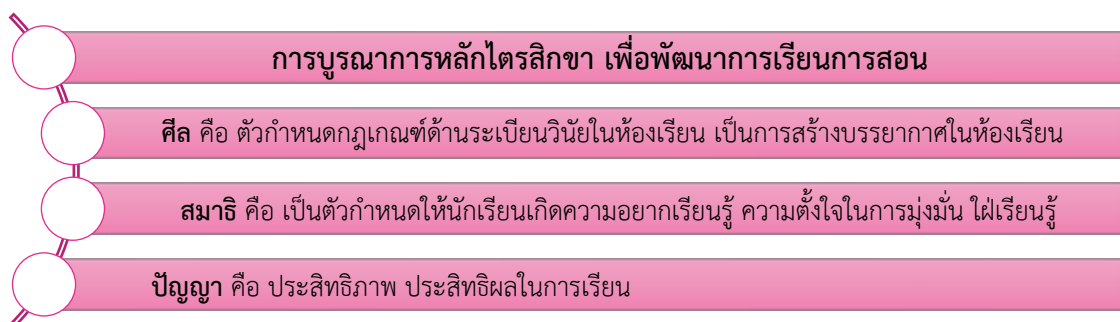 การบูรณาการหลักไตรสิกขา เพื่อพัฒนาการเรียนการสอน
ศีล คือ ตัวกำหนดกฎเกณฑ์ด้านระเบียบวินัยในห้องเรียน เป็นการสร้างบรรยากาศในห้องเรียน
สมาธิ คือ เป็นตัวกำหนดให้นักเรียนเกิดความอยากเรียนรู้ ความตั้งใจในการมุ่งมั่น ใฝ่เรียนรู้
ปัญญา คือ ประสิทธิภาพ ประสิทธิผลในการเรียน